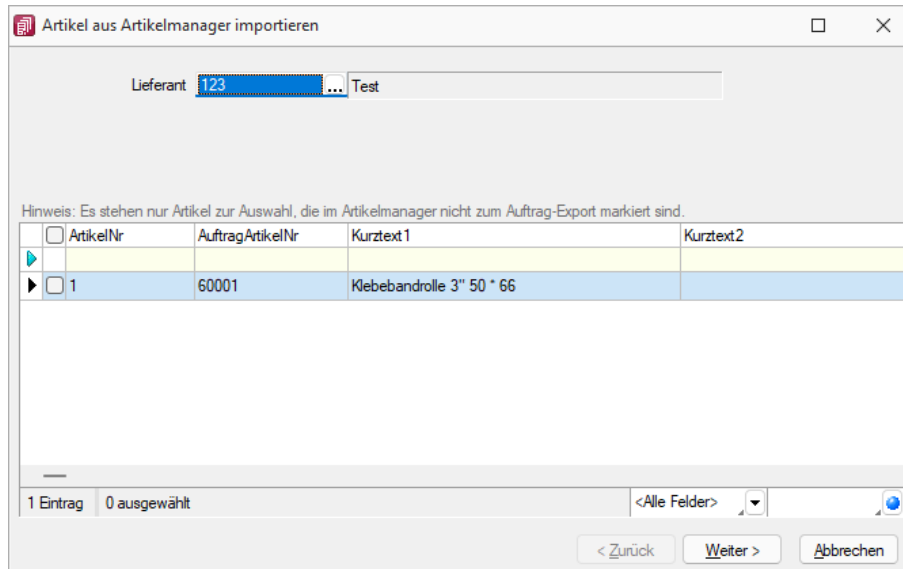 Artikel aus Artikelmanager importieren
Lieferant 123 ... Test
Hinweis: Es stehen nur Artikel zur Auswahl, die im Artikelmanager nicht zum Auftrag-Export markiert sind.
ArtikelNr AuftragArtikelNr Kurztext1 Kurztext2
1 60001 Klebebandrolle 3" 50 * 66
1 Eintrag 0 ausgewählt <Alle Felder>
< Zurück Weiter > Abbrechen